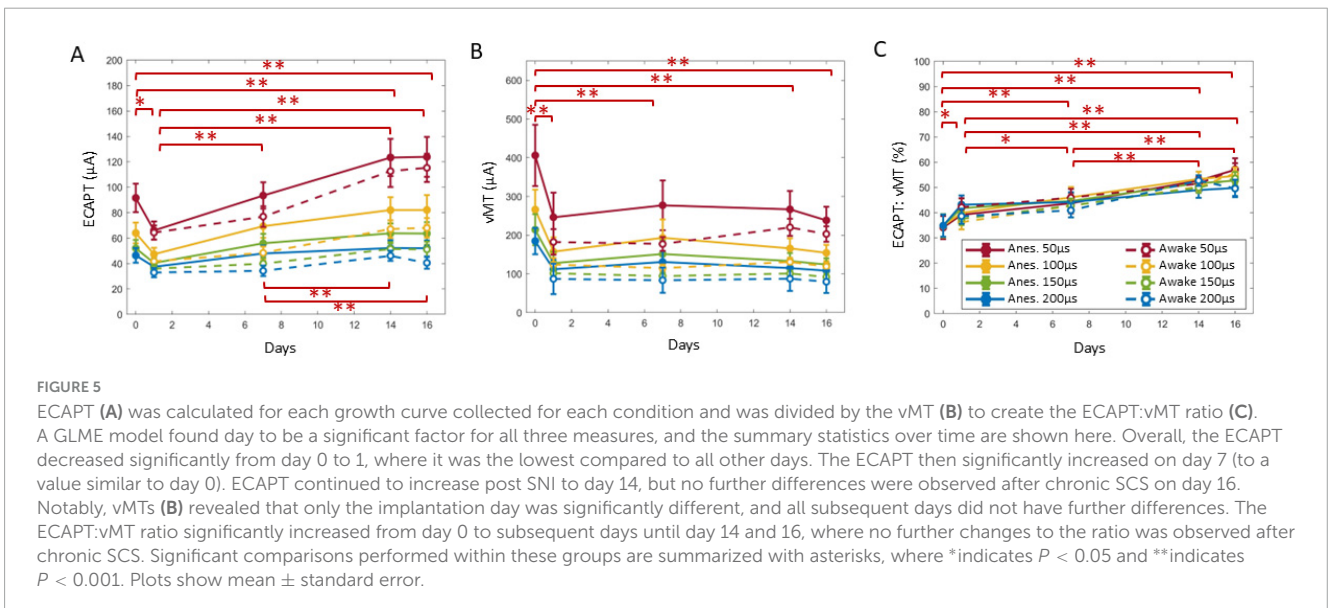 A
ECAPT (µA)
200
180
160
140
120
100
80
60
40
20
0
**
**
*
**
**
**
**
**
0 2 4 6 8 10 12 14 16
Days
B
vMT (µA)
600
500
400
300
200
100
0
**
**
**
**
0 2 4 6 8 10 12 14 16
Days
C
ECAPT: vMT (%)
100
90
80
70
60
50
40
30
20
10
0
**
**
**
*
**
**
*
**
**
Anes. 50µs Awake 50µs
Anes. 100µs Awake 100µs
Anes. 150µs Awake 150µs
Anes. 200µs Awake 200µs
0 2 4 6 8 10 12 14 16
Days
FIGURE 5
ECAPT (A) was calculated for each growth curve collected for each condition and was divided by the vMT (B) to create the ECAPT:vMT ratio (C).
A GLME model found day to be a significant factor for all three measures, and the summary statistics over time are shown here. Overall, the ECAPT
decreased significantly from day 0 to 1, where it was the lowest compared to all other days. The ECAPT then significantly increased on day 7 (to a
value similar to day 0). ECAPT continued to increase post SNI to day 14, but no further differences were observed after chronic SCS on day 16.
Notably, vMTs (B) revealed that only the implantation day was significantly different, and all subsequent days did not have further differences. The
ECAPT:vMT ratio significantly increased from day 0 to subsequent days until day 14 and 16, where no further changes to the ratio was observed after
chronic SCS. Significant comparisons performed within these groups are summarized with asterisks, where *indicates P < 0.05 and **indicates
P < 0.001. Plots show mean ± standard error.